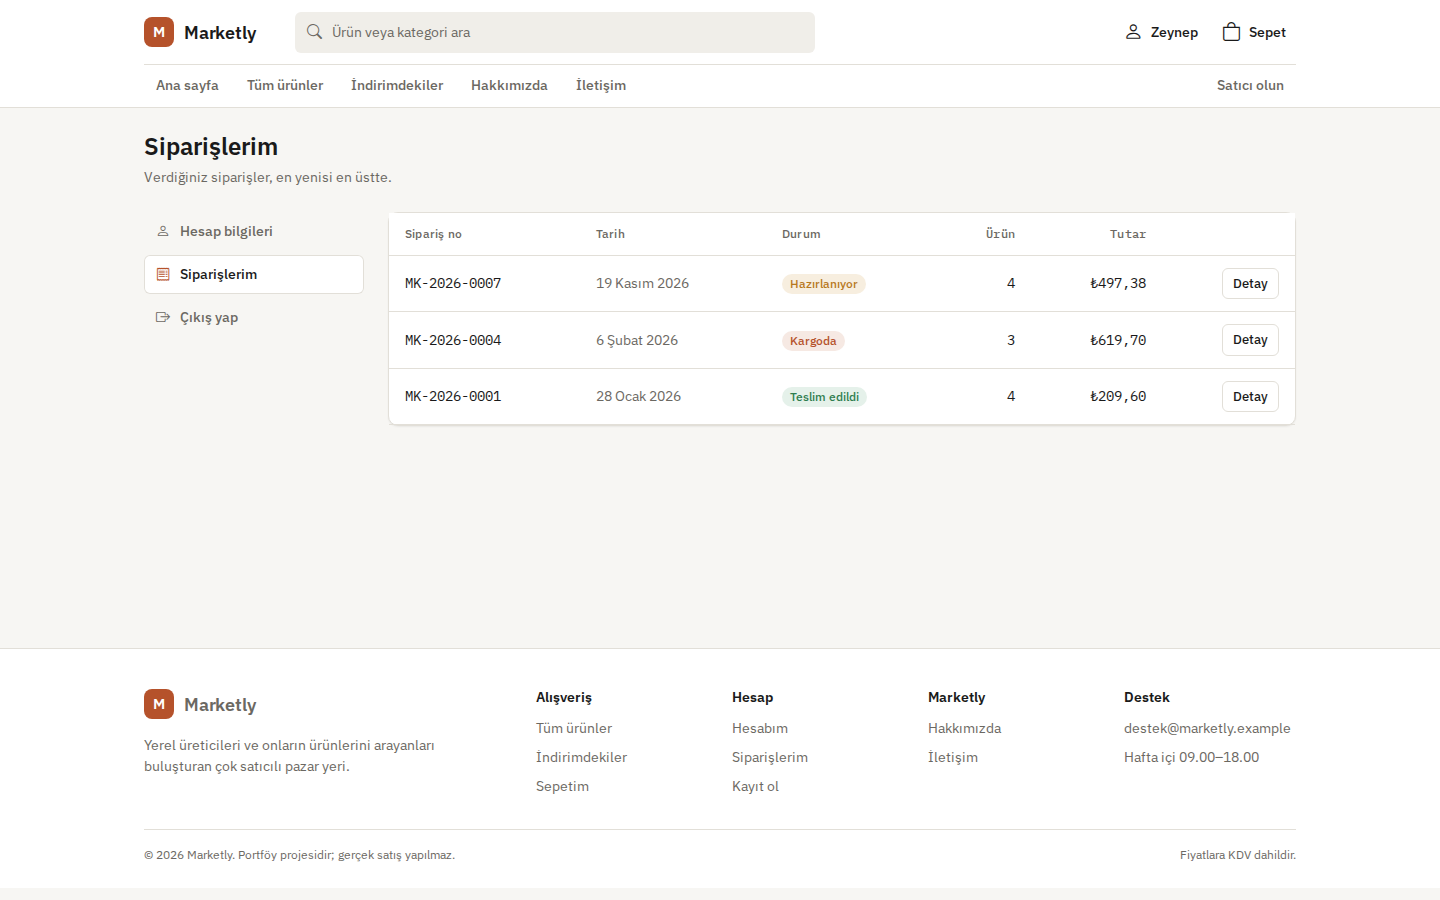 M Marketly
Ürün veya kategori ara
Zeynep
Sepet
Ana sayfa Tüm ürünler İndirimdekiler Hakkımızda İletişim Satıcı olun
Siparişlerim
Verdiğiniz siparişler, en yenisi en üstte.
Hesap bilgileri
Siparişlerim
Çıkış yap
Sipariş no Tarih Durum Ürün Tutar
MK-2026-0007 19 Kasım 2026 Hazırlanıyor 4 ₺497,38 Detay
MK-2026-0004 6 Şubat 2026 Kargoda 3 ₺619,70 Detay
MK-2026-0001 28 Ocak 2026 Teslim edildi 4 ₺209,60 Detay
M Marketly
Yerel üreticileri ve onların ürünlerini arayanları
buluşturan çok satıcılı pazar yeri.
Alışveriş
Tüm ürünler
İndirimdekiler
Sepetim
Hesap
Hesabım
Siparişlerim
Kayıt ol
Marketly
Hakkımızda
İletişim
Destek
destek@marketly.example
Hafta içi 09.00–18.00
© 2026 Marketly. Portföy projesidir; gerçek satış yapılmaz.
Fiyatlara KDV dahildir.